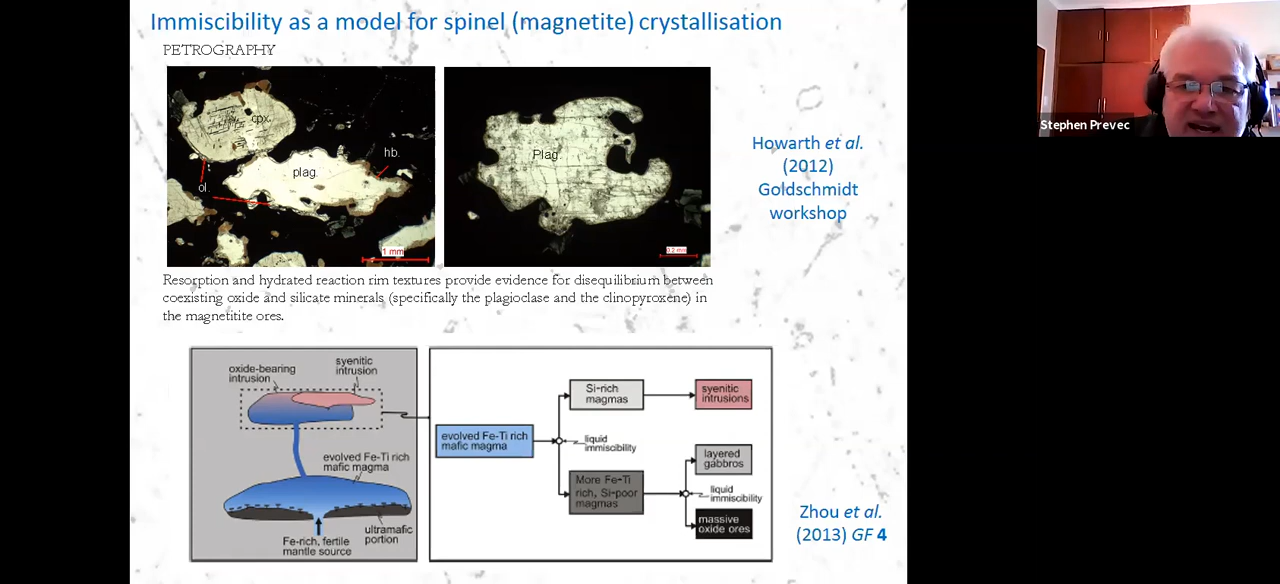 Immiscibility as a model for spinel (magnetite) crystallisation
PETROGRAPHY
cpx.
hb.
plag.
ol.
1 mm
Plag.
0.2 mm
Howarth et al.
(2012)
Goldschmidt
workshop
Stephen Prevec
Resorption and hydrated reaction rim textures provide evidence for disequilibrium between
coexisting oxide and silicate minerals (specifically the plagioclase and the clinopyroxene) in
the magnetitite ores.
oxide-bearing
intrusion
syenitic
intrusion
evolved Fe-Ti rich
mafic magma
ultramafic
portion
Fe-rich, fertile
mantle source
evolved Fe-Ti rich
mafic magma
Si-rich
magmas
syenitic
intrusions
liquid
immiscibility
More Fe-Ti
rich, Si-poor
magmas
layered
gabbros
liquid
immiscibility
massive
oxide ores
Zhou et al.
(2013) GF 4